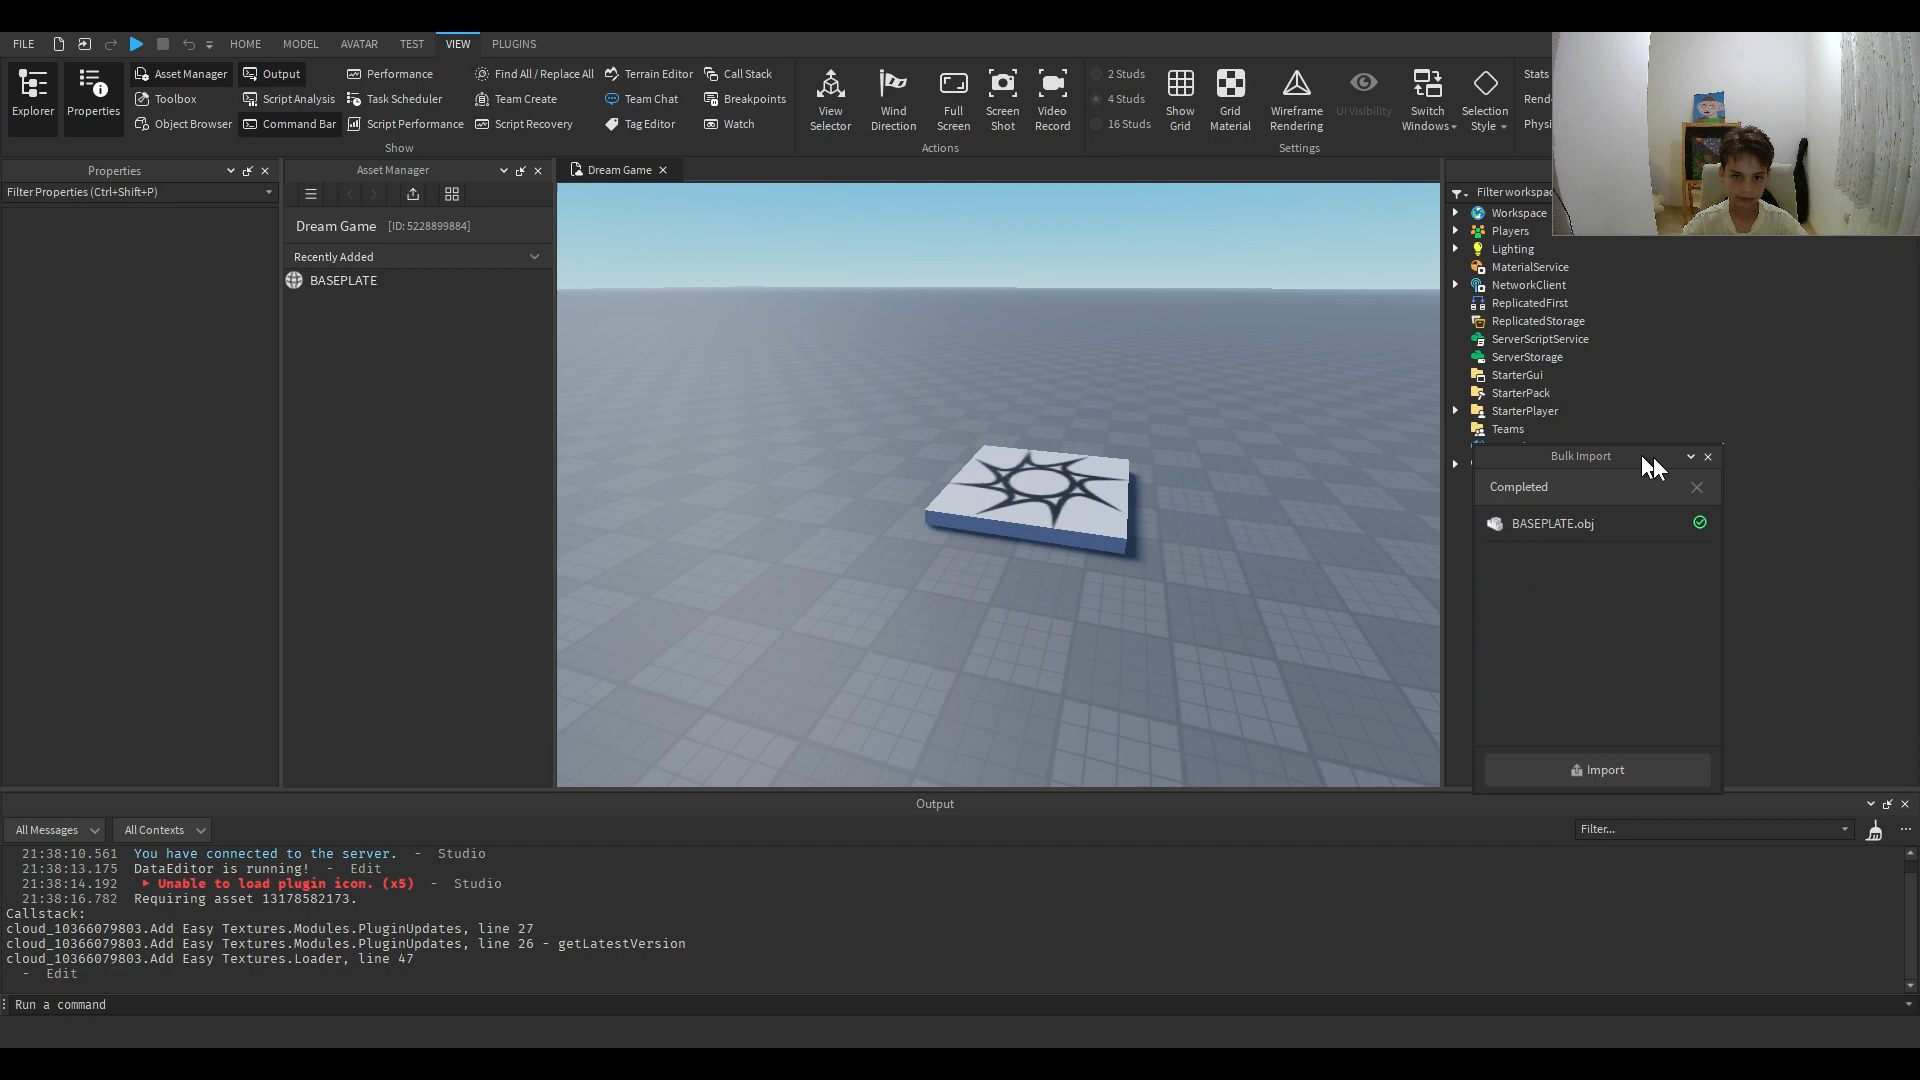 FILE HOME MODEL AVATAR TEST VIEW PLUGINS
Explorer
Properties
Asset Manager
Toolbox
Object Browser
Output
Script Analysis
Command Bar
Performance
Task Scheduler
Script Performance
Find All / Replace All
Team Create
Script Recovery
Terrain Editor
Team Chat
Tag Editor
Call Stack
Breakpoints
Watch
Show
View
Selector
Wind
Direction
Full
Screen
Screen
Shot
Video
Record
Actions
2 Studs
4 Studs
16 Studs
Show
Grid
Grid
Material
Wireframe
Rendering
UI Visibility
Switch
Windows
Selection
Style
Settings
Stats
Properties
Filter Properties (Ctrl+Shift+P)
Asset Manager
Dream Game [ID: 5228899884]
Recently Added
BASEPLATE
Dream Game
Workspace
Players
Lighting
MaterialService
NetworkClient
ReplicatedFirst
ReplicatedStorage
ServerScriptService
ServerStorage
StarterGui
StarterPack
StarterPlayer
Teams
Bulk Import
Completed
BASEPLATE.obj
Import
Output
All Messages All Contexts Filter...
21:38:10.561 You have connected to the server. - Studio
21:38:13.175 DataEditor is running! - Edit
21:38:14.192 Unable to load plugin icon. (x5) - Studio
21:38:16.782 Requiring asset 13178582173.
Callstack:
cloud_10366079803.Add Easy Textures.Modules.PluginUpdates, line 27
cloud_10366079803.Add Easy Textures.Modules.PluginUpdates, line 26 - getLatestVersion
cloud_10366079803.Add Easy Textures.Loader, line 47
- Edit
Run a command